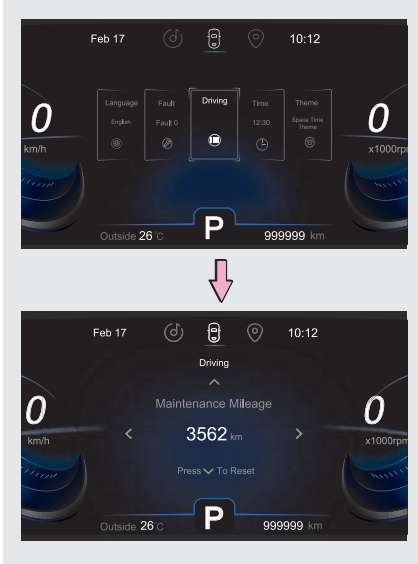 Feb 17 10:12
Language Fault Driving Time Theme
English Fault 0 12:30 Space Time
Theme
0 0
km/h x1000rpm
P
Outside 26°C 999999 km
Feb 17 10:12
Driving
Maintenance Mileage
0 3562 km 0
km/h x1000rpm
Press To Reset
P
Outside 26°C 999999 km